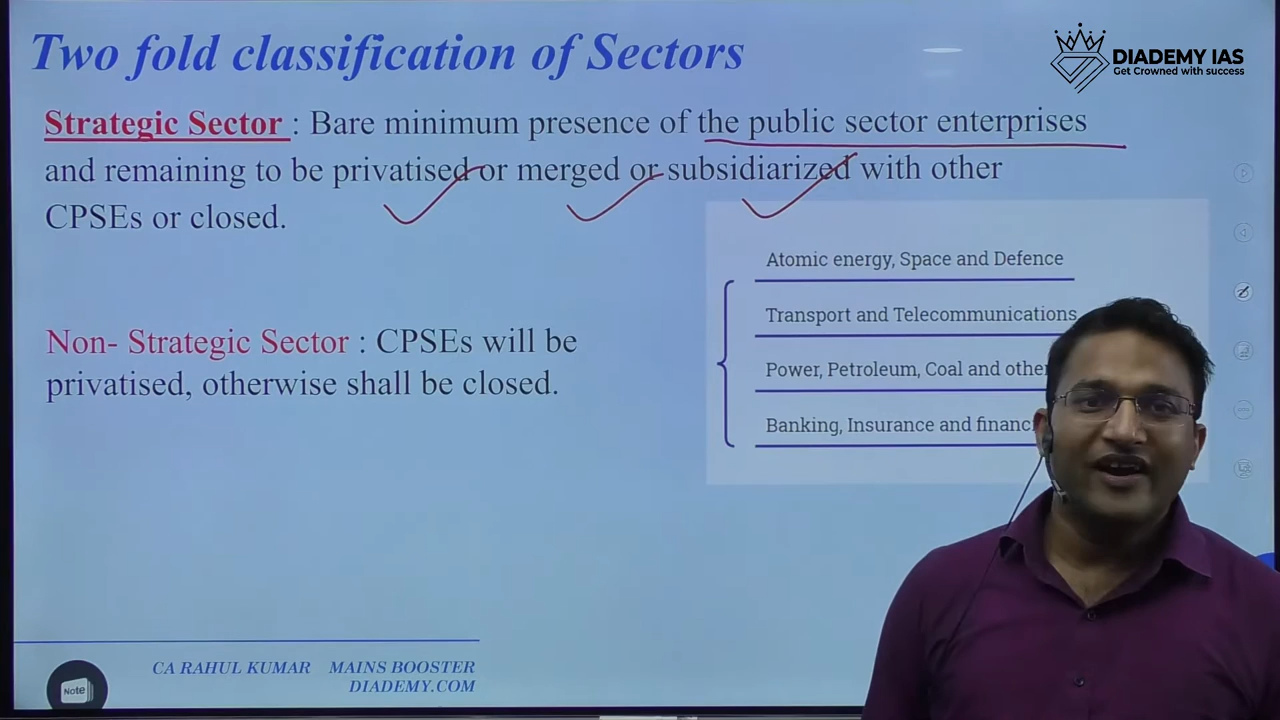 Two fold classification of Sectors
DIADEMY IAS
Get Crowned with success
Strategic Sector : Bare minimum presence of the public sector enterprises
and remaining to be privatised or merged or subsidiarized with other
CPSEs or closed.
Atomic energy, Space and Defence
Transport and Telecommunications
Power, Petroleum, Coal and
Banking, Insurance and
Non- Strategic Sector : CPSEs will be
privatised, otherwise shall be closed.
CA RAHUL KUMAR MAINS BOOSTER
DIADEMY.COM
Note